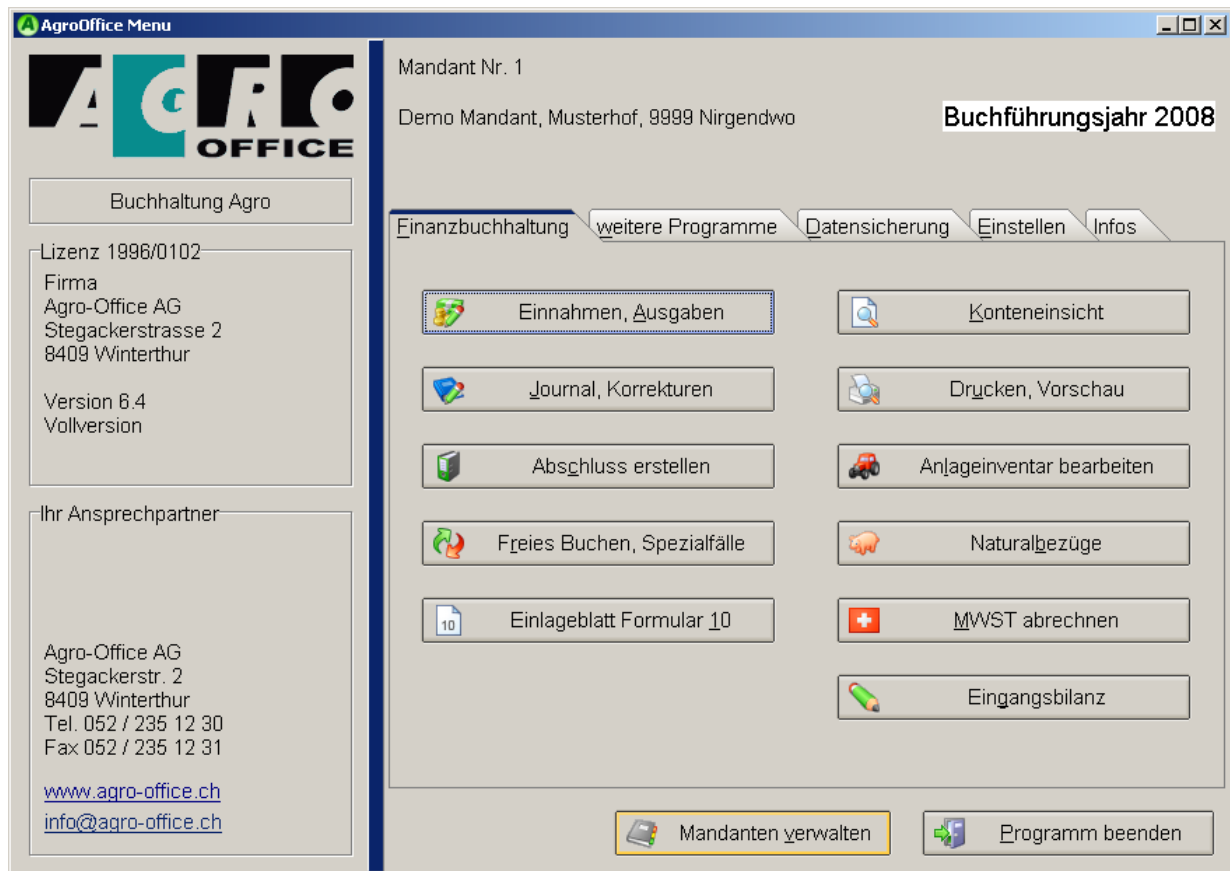 AgroOffice Menu
AGRO
OFFICE
Buchhaltung Agro
Lizenz 1996/0102
Firma
Agro-Office AG
Stegackerstrasse 2
8409 Winterthur
Version 6.4
Vollversion
Ihr Ansprechpartner
Agro-Office AG
Stegackerstr. 2
8409 Winterthur
Tel. 052 / 235 12 30
Fax 052 / 235 12 31
www.agro-office.ch
info@agro-office.ch
Mandant Nr. 1
Demo Mandant, Musterhof, 9999 Nirgendwo
Buchführungsjahr 2008
Finanzbuchhaltung weitere Programme Datensicherung Einstellen Infos
Einnahmen, Ausgaben
Konteneinsicht
Journal, Korrekturen
Drucken, Vorschau
Abschluss erstellen
Anlageinventar bearbeiten
Freies Buchen, Spezialfälle
Naturalbezüge
10
Einlageblatt Formular 10
MWST abrechnen
Eingangsbilanz
Mandanten verwalten
Programm beenden